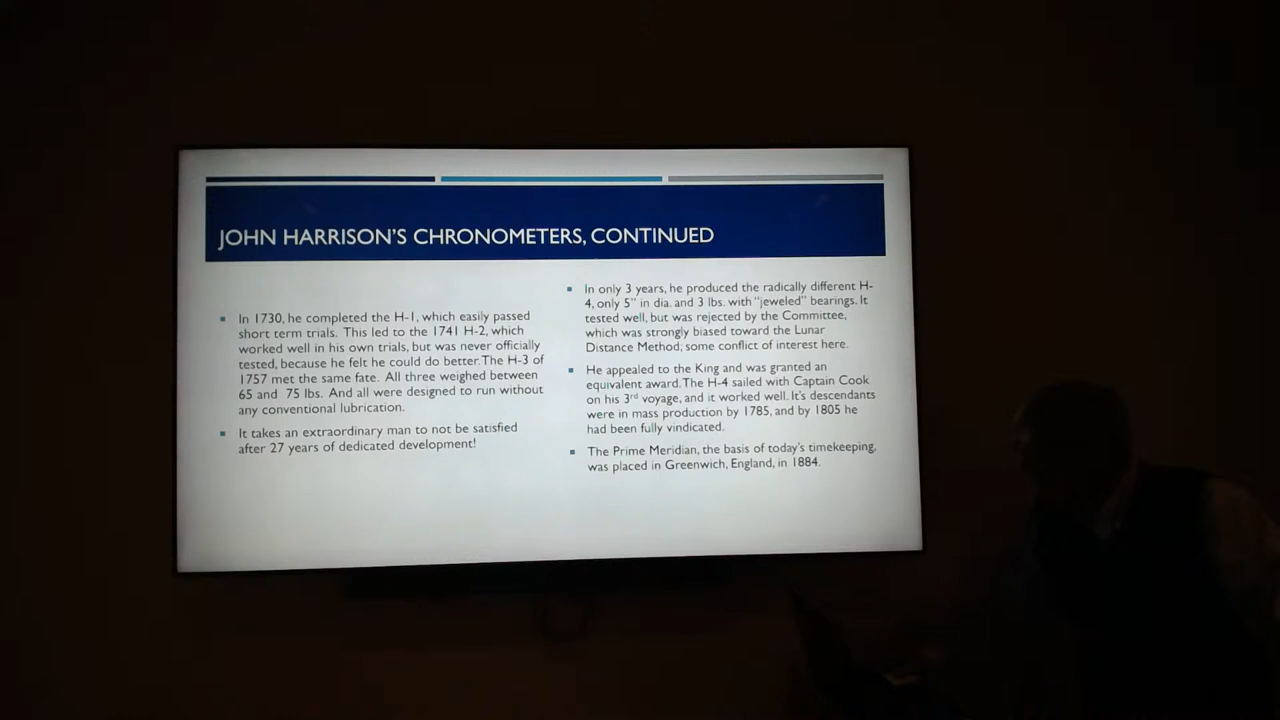 JOHN HARRISON'S CHRONOMETERS, CONTINUED
In 1730, he completed the H-1, which easily passed
short term trials. This led to the 1741 H-2, which
worked well in his own trials, but was never officially
tested, because he felt he could do better. The H-3 of
1757 met the same fate. All three weighed between
65 and 75 lbs. And all were designed to run without
any conventional lubrication.
It takes an extraordinary man to not be satisfied
after 27 years of dedicated development!
In only 3 years, he produced the radically different H-
4, only 5" in dia. and 3 lbs. with "jeweled" bearings. It
tested well, but was rejected by the Committee,
which was strongly biased toward the Lunar
Distance Method; some conflict of interest here.
He appealed to the King and was granted an
equivalent award. The H-4 sailed with Captain Cook
on his 3rd voyage, and it worked well. It's descendants
were in mass production by 1785, and by 1805 he
had been fully vindicated.
The Prime Meridian, the basis of today's timekeeping,
was placed in Greenwich, England, in 1884.